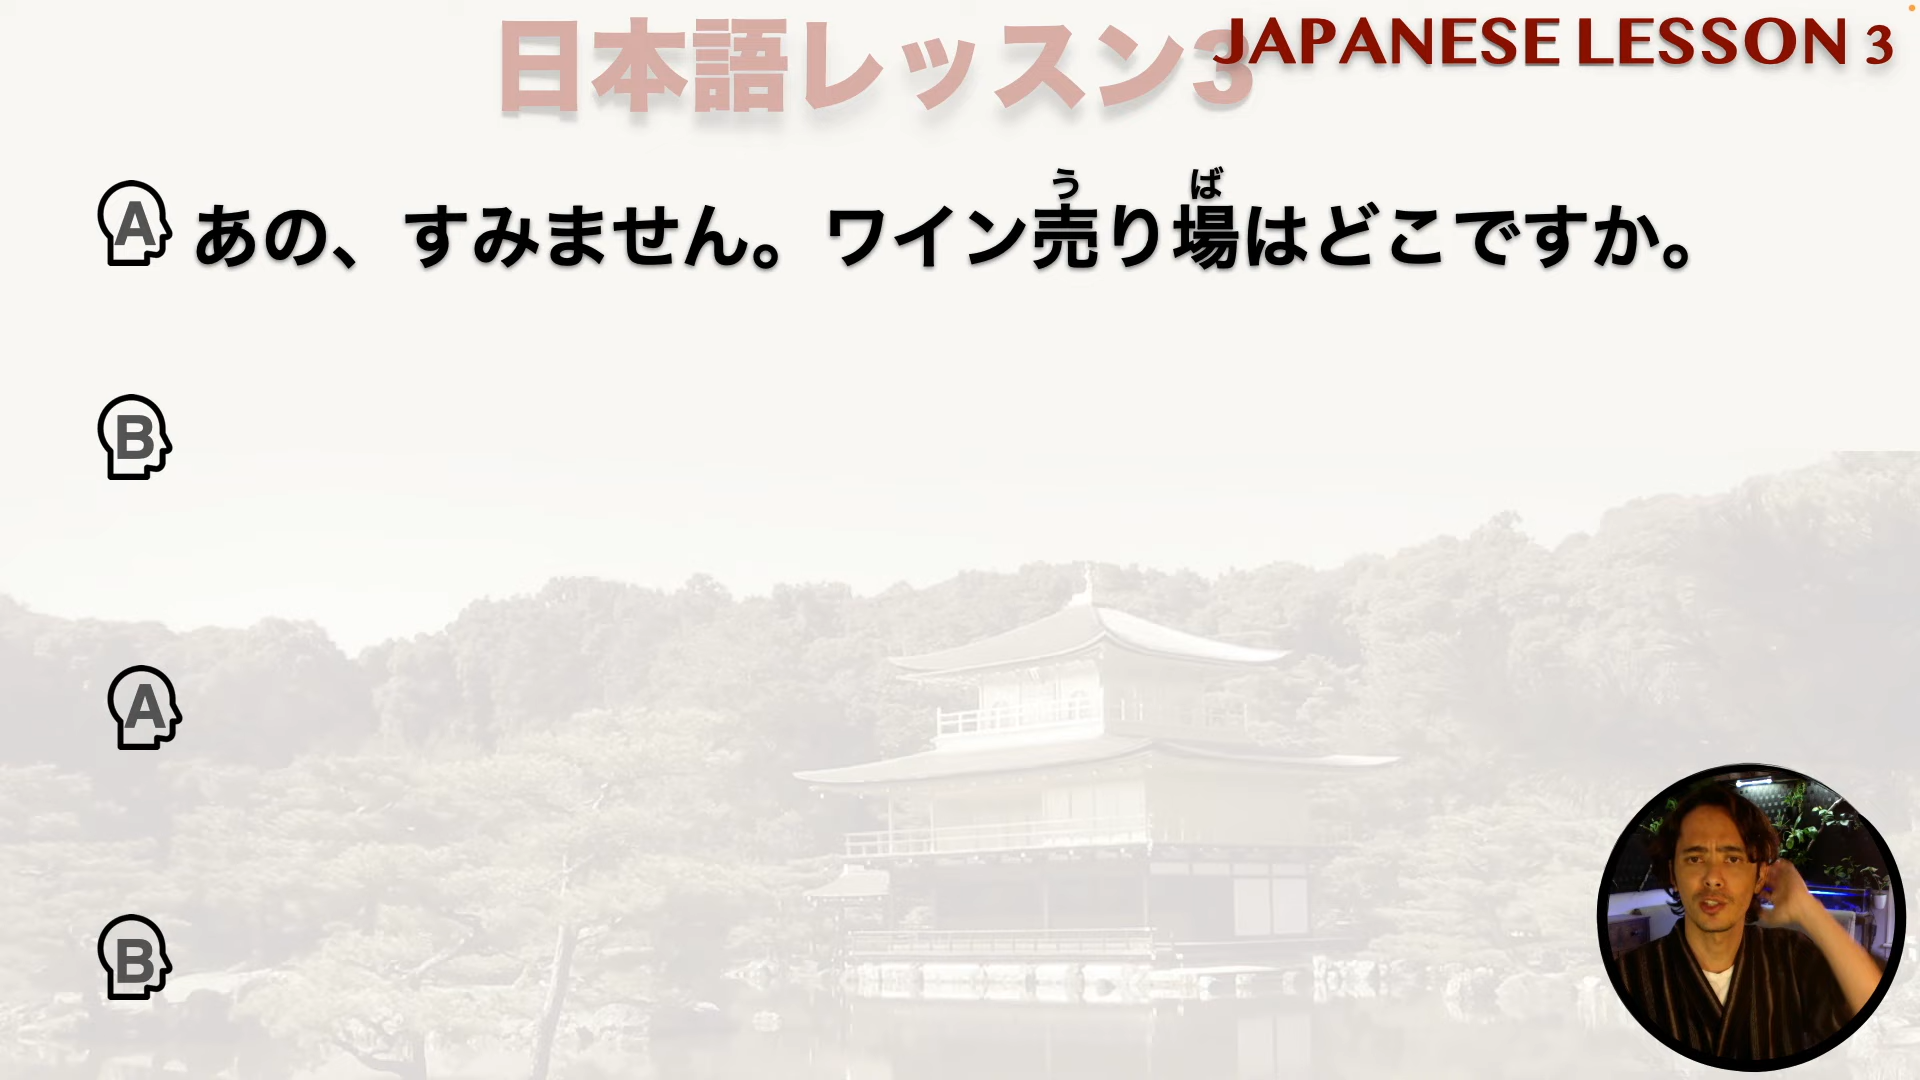 日本語レッスン3
JAPANESE LESSON 3
う ば
A あの、すみません。ワイン売り場はどこですか。
B
A
B